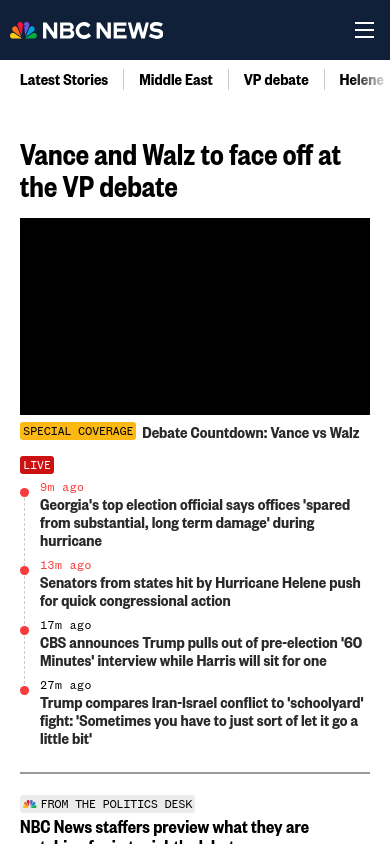 NBC NEWS
Latest Stories Middle East VP debate Helene
Vance and Walz to face off at
the VP debate
SPECIAL COVERAGE Debate Countdown: Vance vs Walz
LIVE
9m ago
Georgia's top election official says offices 'spared
from substantial, long term damage' during
hurricane
13m ago
Senators from states hit by Hurricane Helene push
for quick congressional action
17m ago
CBS announces Trump pulls out of pre-election '60
Minutes' interview while Harris will sit for one
27m ago
Trump compares Iran-Israel conflict to 'schoolyard'
fight: 'Sometimes you have to just sort of let it go a
little bit'
FROM THE POLITICS DESK
NBC News staffers preview what they are